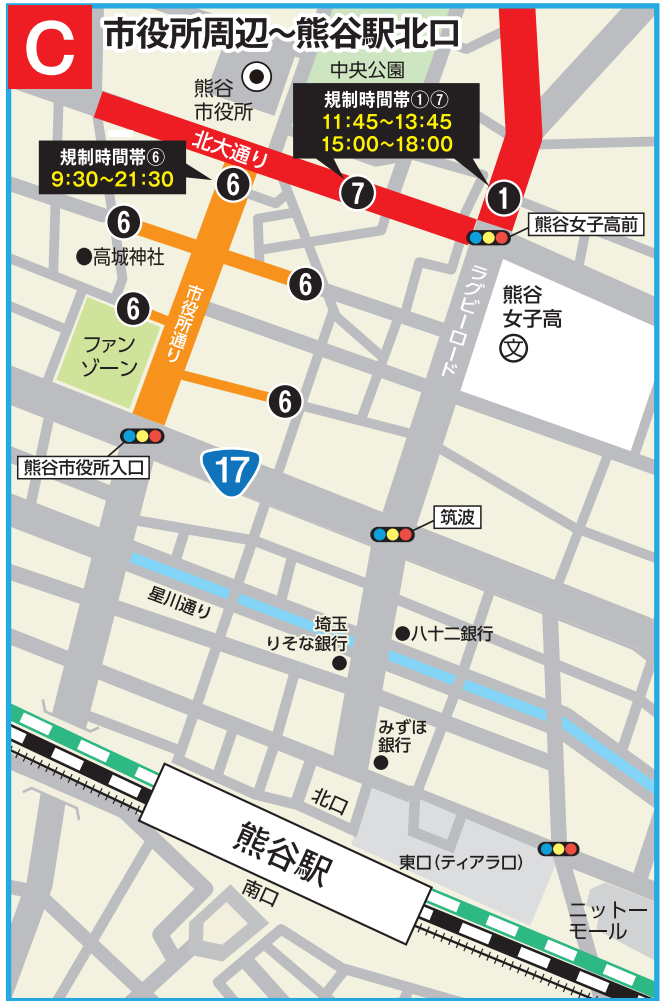 C
市役所周辺～熊谷駅北口
熊谷
市役所
中央公園
規制時間帯①⑦
11:45～13:45
15:00～18:00
規制時間帯⑥
9:30～21:30
北大通り
6
7
1
熊谷女子高前
6
高城神社
6
6
市役所通り
ラグビーロード
熊谷
女子高
文
ファン
ゾーン
6
熊谷市役所入口
17
筑波
星川通り
埼玉
りそな銀行
八十二銀行
みずほ
銀行
北口
熊谷駅
東口(ティアラ口)
南口
ニットー
モール